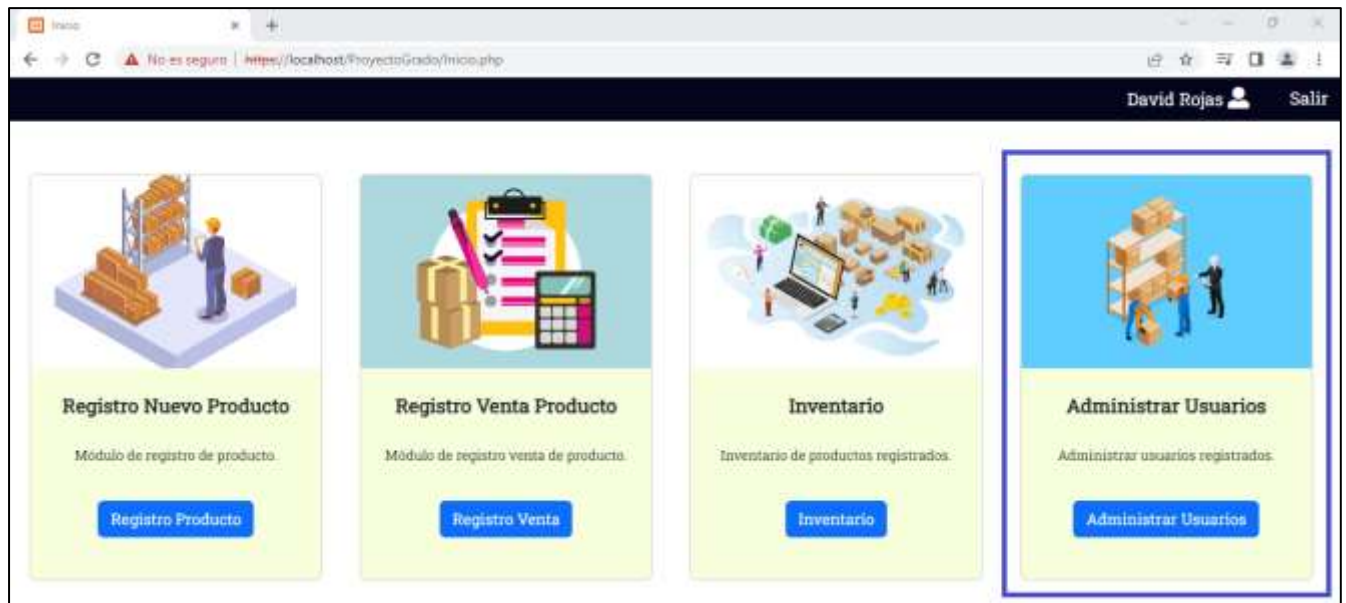 Inicio
No es seguro | https://localhost/ProyectoGrado/Inicio.php
David Rojas Salir
Registro Nuevo Producto
Módulo de registro de producto.
Registro Producto
Registro Venta Producto
Módulo de registro venta de producto.
Registro Venta
Inventario
Inventario de productos registrados.
Inventario
Administrar Usuarios
Administrar usuarios registrados.
Administrar Usuarios